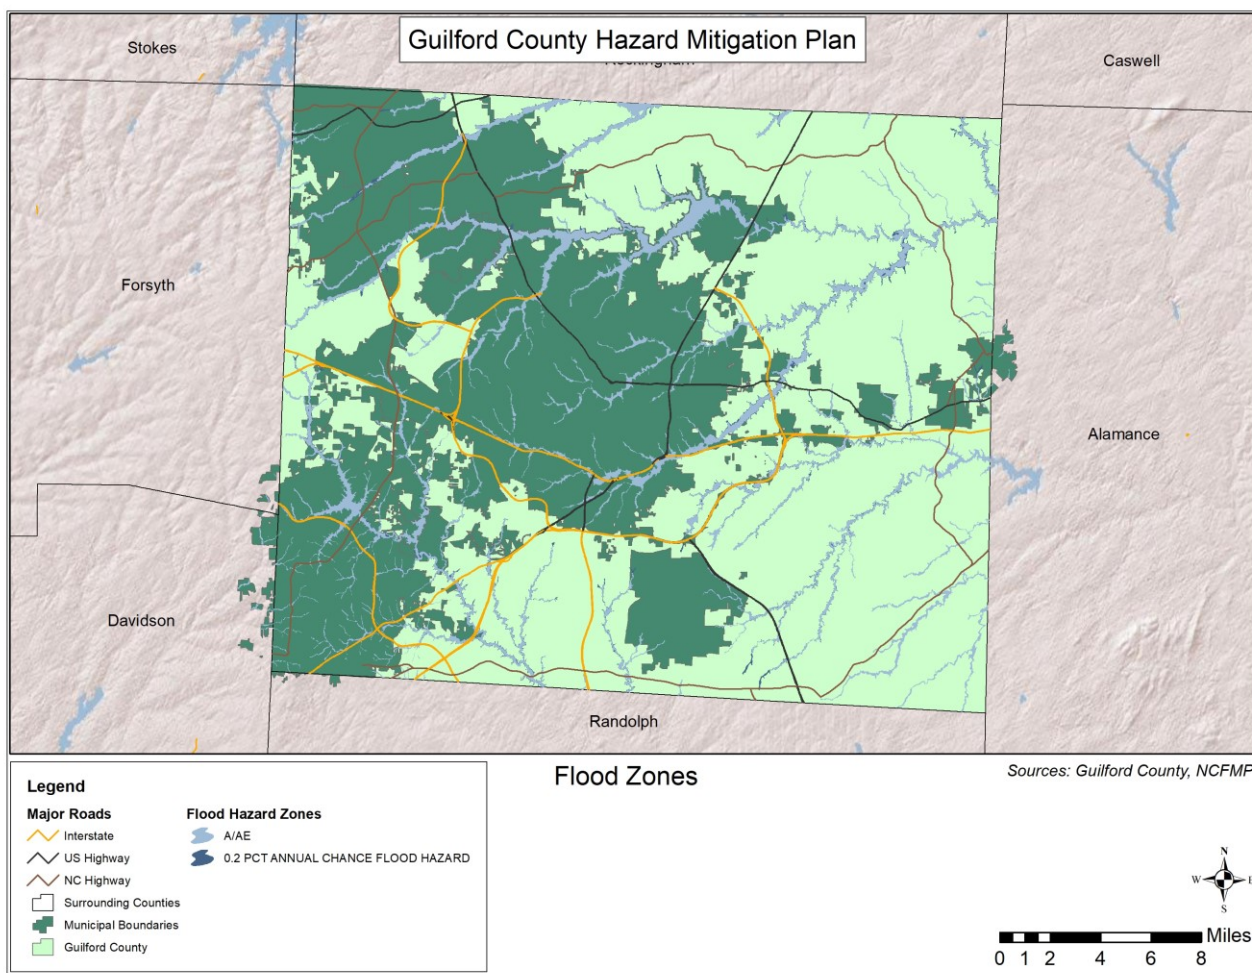 Guilford County Hazard Mitigation Plan
Stokes
Caswell
Forsyth
Alamance
Davidson
Randolph
Flood Zones
Sources: Guilford County, NCFMP
Legend
Major Roads
Interstate
US Highway
NC Highway
Surrounding Counties
Municipal Boundaries
Guilford County
Flood Hazard Zones
A/AE
0.2 PCT ANNUAL CHANCE FLOOD HAZARD
N
W E
S
Miles
0 1 2 4 6 8